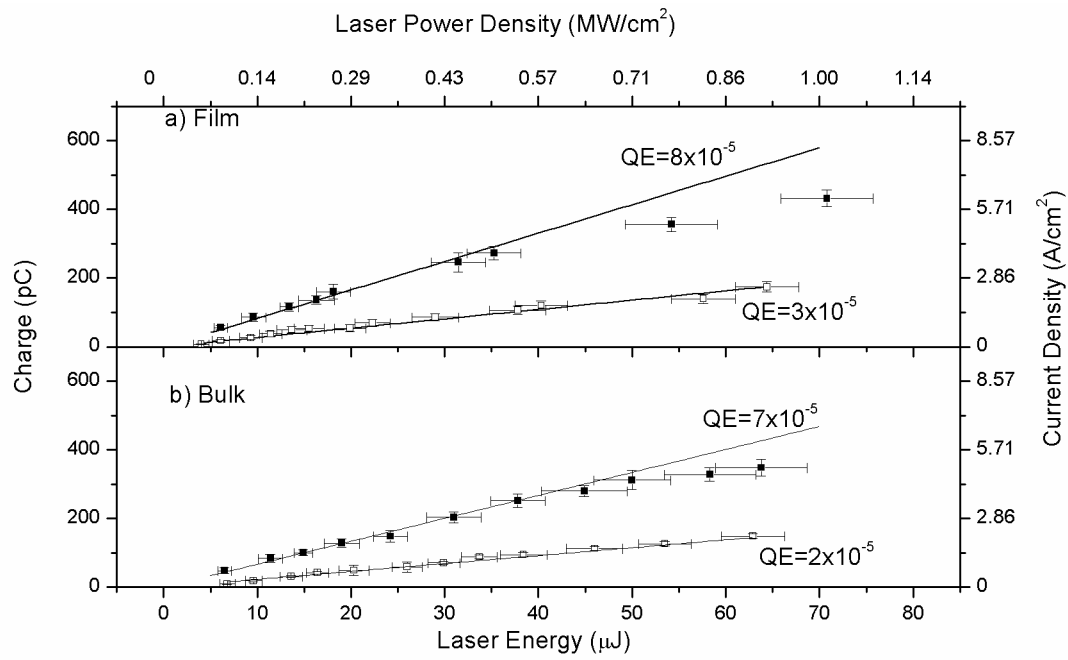 Laser Power Density (MW/cm²)
0 0.14 0.29 0.43 0.57 0.71 0.86 1.00 1.14
a) Film
QE=8x10⁻⁵
QE=3x10⁻⁵
600
400
200
0
8.57
5.71
2.86
0
b) Bulk
QE=7x10⁻⁵
QE=2x10⁻⁵
600
400
200
0
8.57
5.71
2.86
0
Charge (pC)
Current Density (A/cm²)
0 10 20 30 40 50 60 70 80
Laser Energy (μJ)